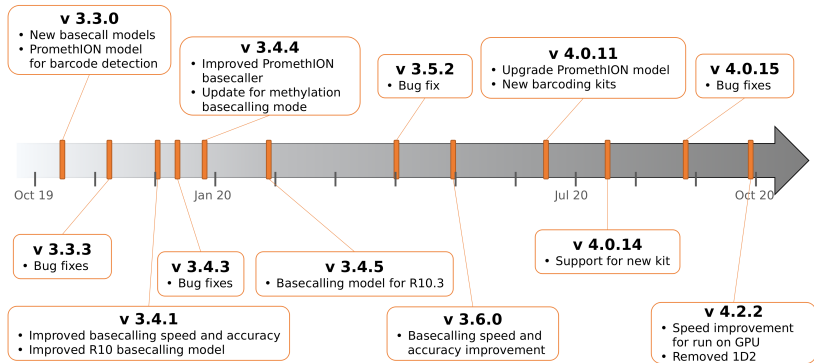 v 3.3.0
• New basecall models
• PromethION model
for barcode detection
v 3.4.4
• Improved PromethION
basecaller
• Update for methylation
basecalling mode
v 3.5.2
• Bug fix
v 4.0.11
• Upgrade PromethION model
• New barcoding kits
v 4.0.15
• Bug fixes
Oct 19
Jan 20
Jul 20
Oct 20
v 3.3.3
• Bug fixes
v 3.4.3
• Bug fixes
v 3.4.5
• Basecalling model for R10.3
v 4.0.14
• Support for new kit
v 3.4.1
• Improved basecalling speed and accuracy
• Improved R10 basecalling model
v 3.6.0
• Basecalling speed and
accuracy improvement
v 4.2.2
• Speed improvement
for run on GPU
• Removed 1D2